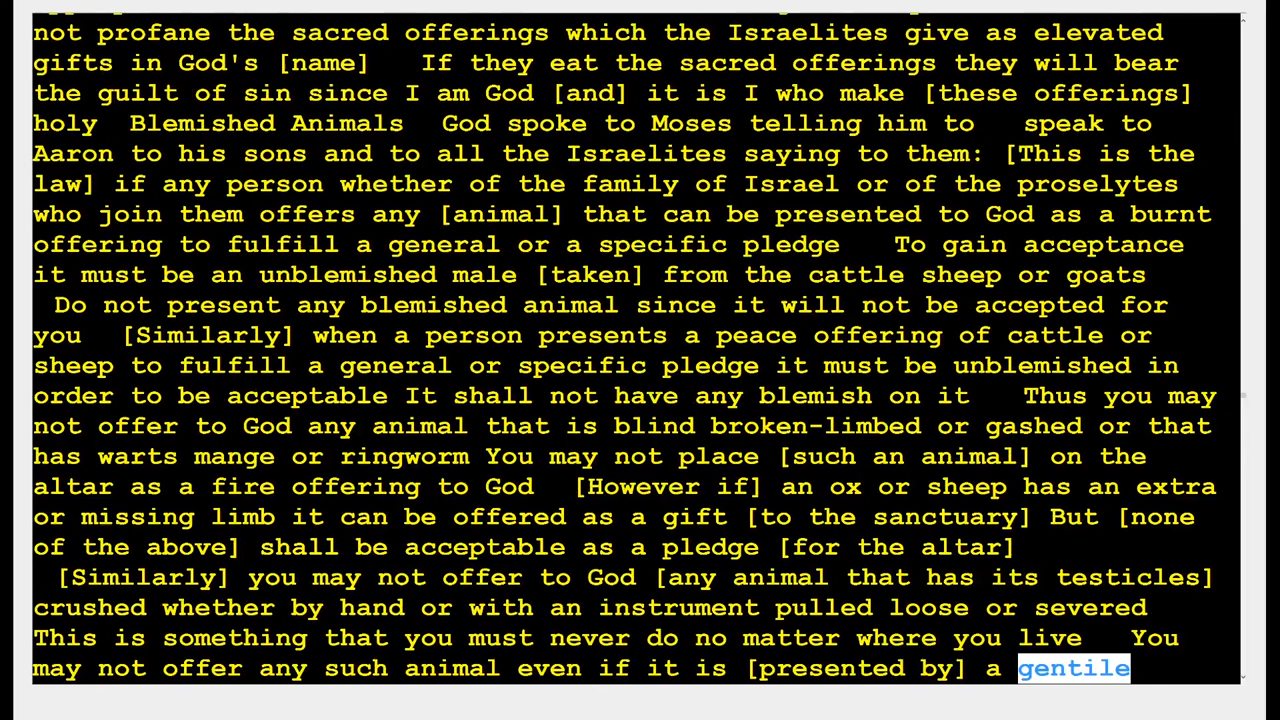 not profane the sacred offerings which the Israelites give as elevated
gifts in God's [name] If they eat the sacred offerings they will bear
the guilt of sin since I am God [and] it is I who make [these offerings]
holy Blemished Animals God spoke to Moses telling him to speak to
Aaron to his sons and to all the Israelites saying to them: [This is the
law] if any person whether of the family of Israel or of the proselytes
who join them offers any [animal] that can be presented to God as a burnt
offering to fulfill a general or a specific pledge To gain acceptance
it must be an unblemished male [taken] from the cattle sheep or goats
Do not present any blemished animal since it will not be accepted for
you [Similarly] when a person presents a peace offering of cattle or
sheep to fulfill a general or specific pledge it must be unblemished in
order to be acceptable It shall not have any blemish on it Thus you may
not offer to God any animal that is blind broken-limbed or gashed or that
has warts mange or ringworm You may not place [such an animal] on the
altar as a fire offering to God [However if] an ox or sheep has an extra
or missing limb it can be offered as a gift [to the sanctuary] But [none
of the above] shall be acceptable as a pledge [for the altar]
[Similarly] you may not offer to God [any animal that has its testicles]
crushed whether by hand or with an instrument pulled loose or severed
This is something that you must never do no matter where you live You
may not offer any such animal even if it is [presented by] a gentile